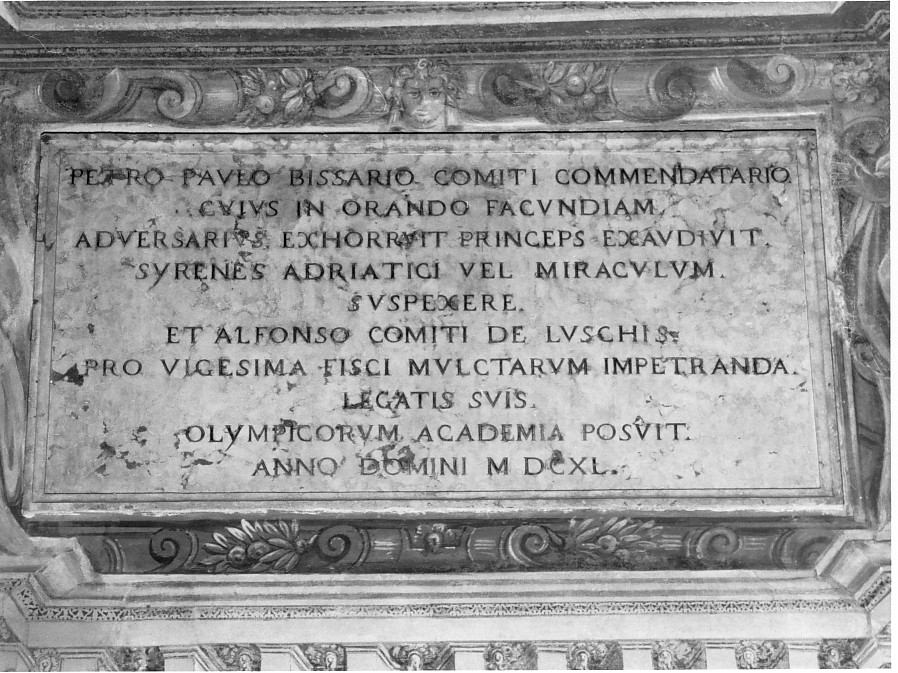 PETRO PAVLO BISSARIO COMITI COMMENDATARIO
CVIVS IN ORANDO FACVNDIAM
ADVERSARIVS EXHORRVIT PRINCEPS EXAVDIVIT.
SYRENES ADRIATICI VEL MIRACVLVM.
SVSPEXERE.
ET ALFONSO COMITI DE LVSCHIS
PRO VIGESIMA FISCI MVLCTARVM IMPETRANDA.
LEGATIS SVIS.
OLYMPICORVM ACADEMIA POSVIT.
ANNO DOMINI M DCXL.